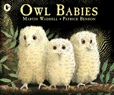 OWL BABIES
MARTIN WADDELL • PATRICK BENSON